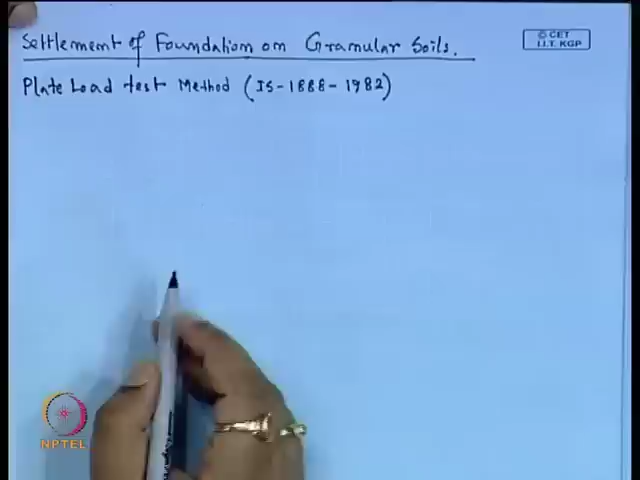 Settlement of Foundation on Granular Soils.
© CET
I.I.T. KGP
Plate Load test Method (IS-1888-1982)
NPTEL